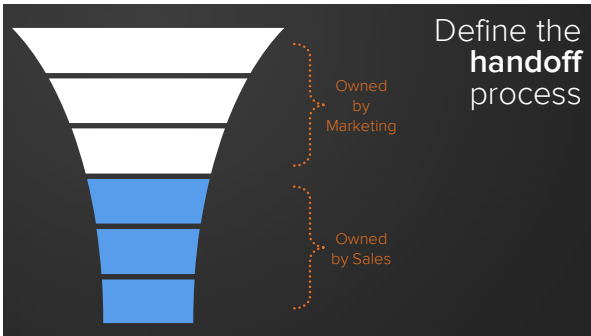 Define the
handoff
process
Owned
by
Marketing
Owned
by Sales